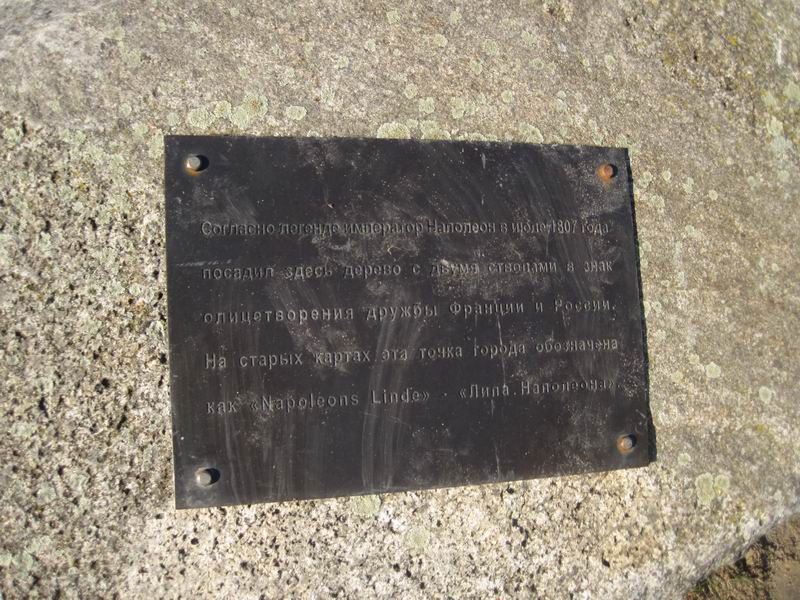 Согласно легенде император Наполеон в июле 1807 года
посадил здесь дерево с двумя стволами в знак
олицетворения дружбы Франции и России.
На старых картах эта точка города обозначена
как «Napoleons Linde» - «Липа Наполеона».